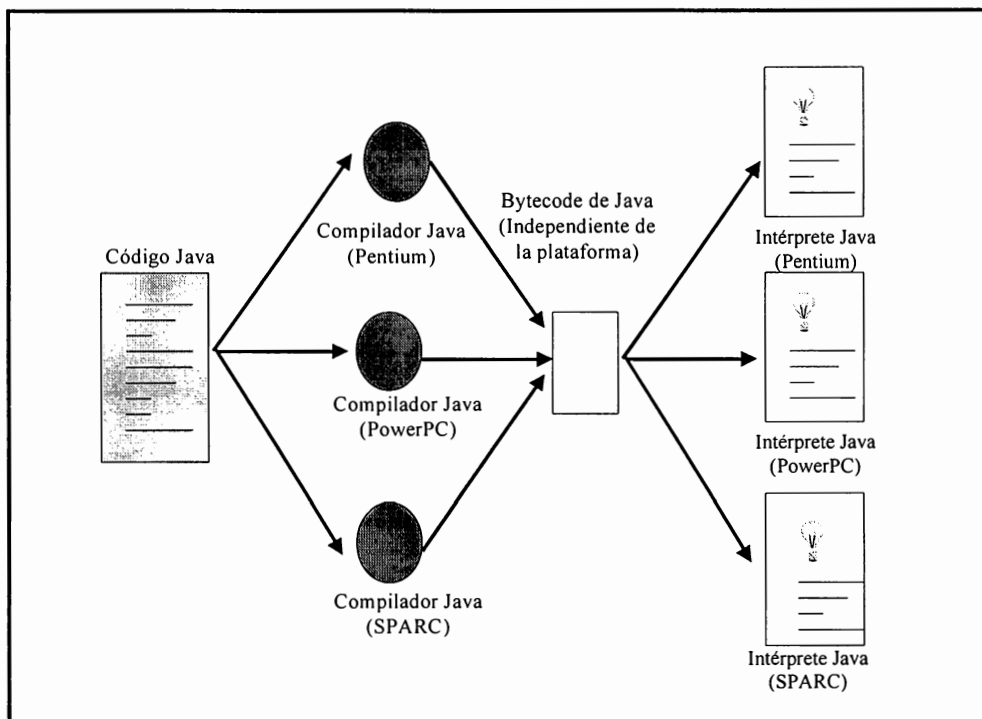 Código Java
Compilador Java
(Pentium)
Compilador Java
(PowerPC)
Compilador Java
(SPARC)
Bytecode de Java
(Independiente de
la plataforma)
Intérprete Java
(Pentium)
Intérprete Java
(PowerPC)
Intérprete Java
(SPARC)